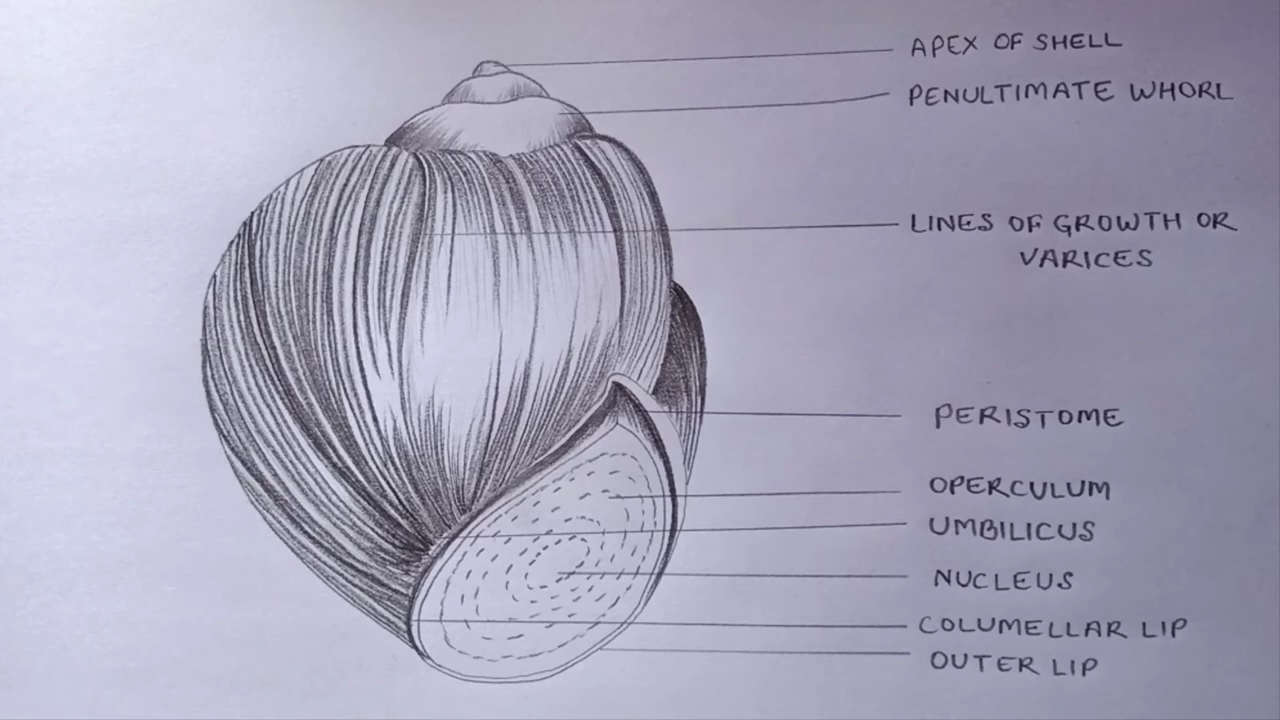 APEX OF SHELL
PENULTIMATE WHORL
LINES OF GROWTH OR
VARICES
PERISTOME
OPERCULUM
UMBILICUS
NUCLEUS
COLUMELLAR LIP
OUTER LIP